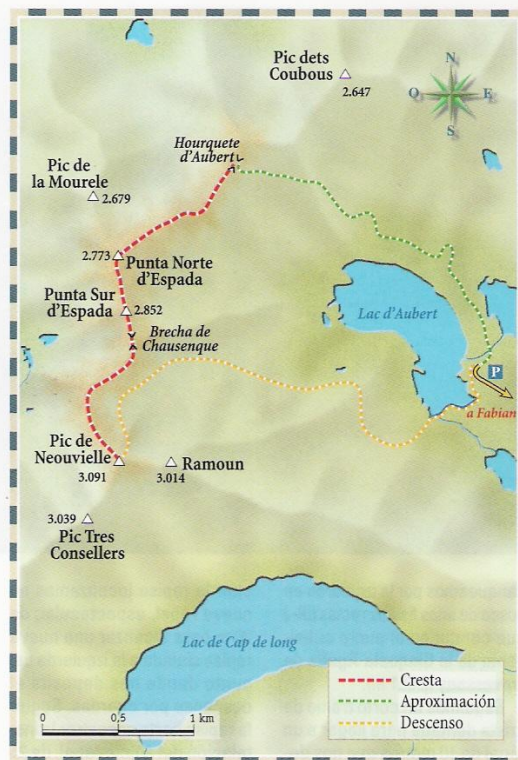 Pic dets
Coubous
2.647
N
O
E
S
Hourquete
d'Aubert
Pic de
la Mourele
2.679
2.773
Punta Norte
d'Espada
Punta Sur
d'Espada
2.852
Lac d'Aubert
Brecha de
Chausenque
P
a Fabian
Pic de
Neouvielle
3.091
Ramoun
3.014
3.039
Pic Tres
Consellers
Lac de Cap de long
Cresta
Aproximación
Descenso
0
0,5
1 km